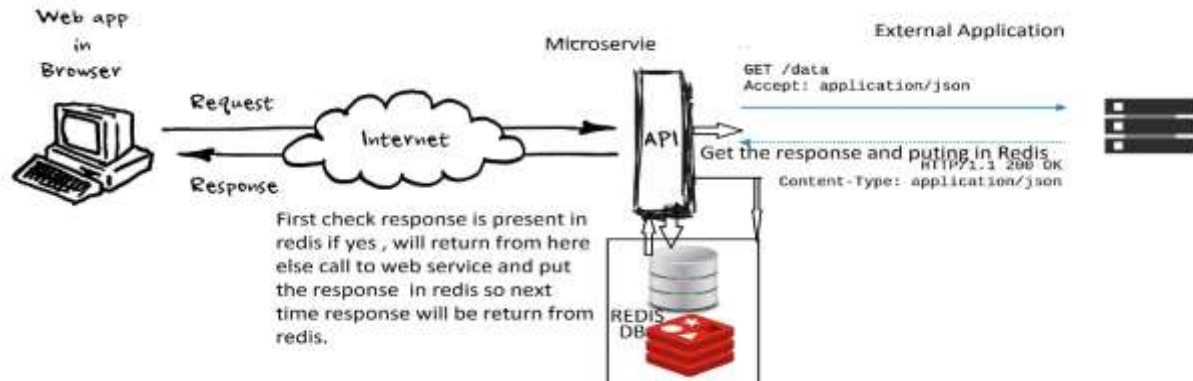 Web app
in
Browser
Microservie
External Application
GET /data
Accept: application/json
Request
Internet
API
Response
Get the response and puting in Redis
HTTP/1.1 200 OK
Content-Type: application/json
First check response is present in
redis if yes , will return from here
else call to web service and put
the response in redis so next
time response will be return from
redis.
REDIS
DB